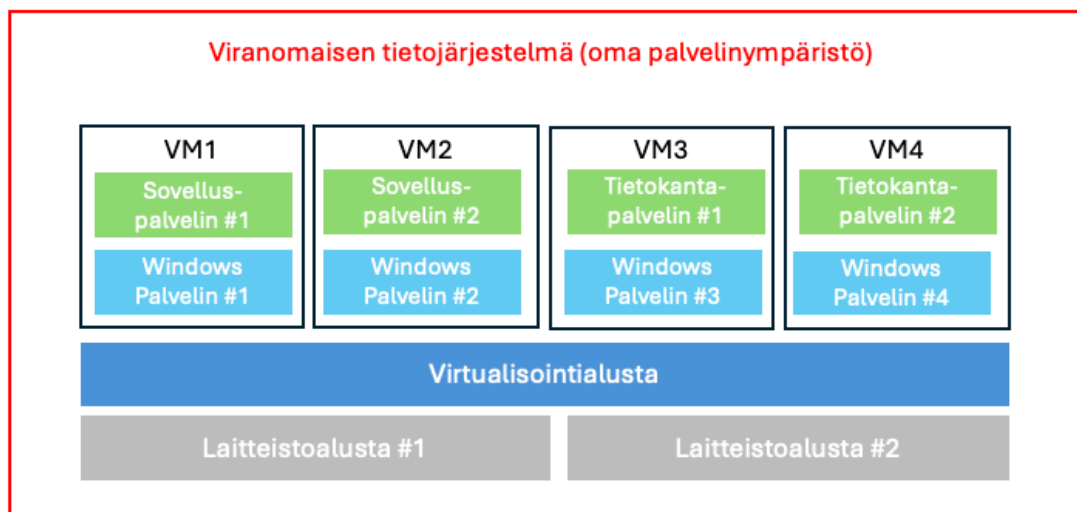 Viranomaisen tietojärjestelmä (oma palvelinympäristö)
VM1
Sovellus-
palvelin #1
Windows
Palvelin #1
VM2
Sovellus-
palvelin #2
Windows
Palvelin #2
VM3
Tietokanta-
palvelin #1
Windows
Palvelin #3
VM4
Tietokanta-
palvelin #2
Windows
Palvelin #4
Virtualisointialusta
Laitteistoalusta #1
Laitteistoalusta #2